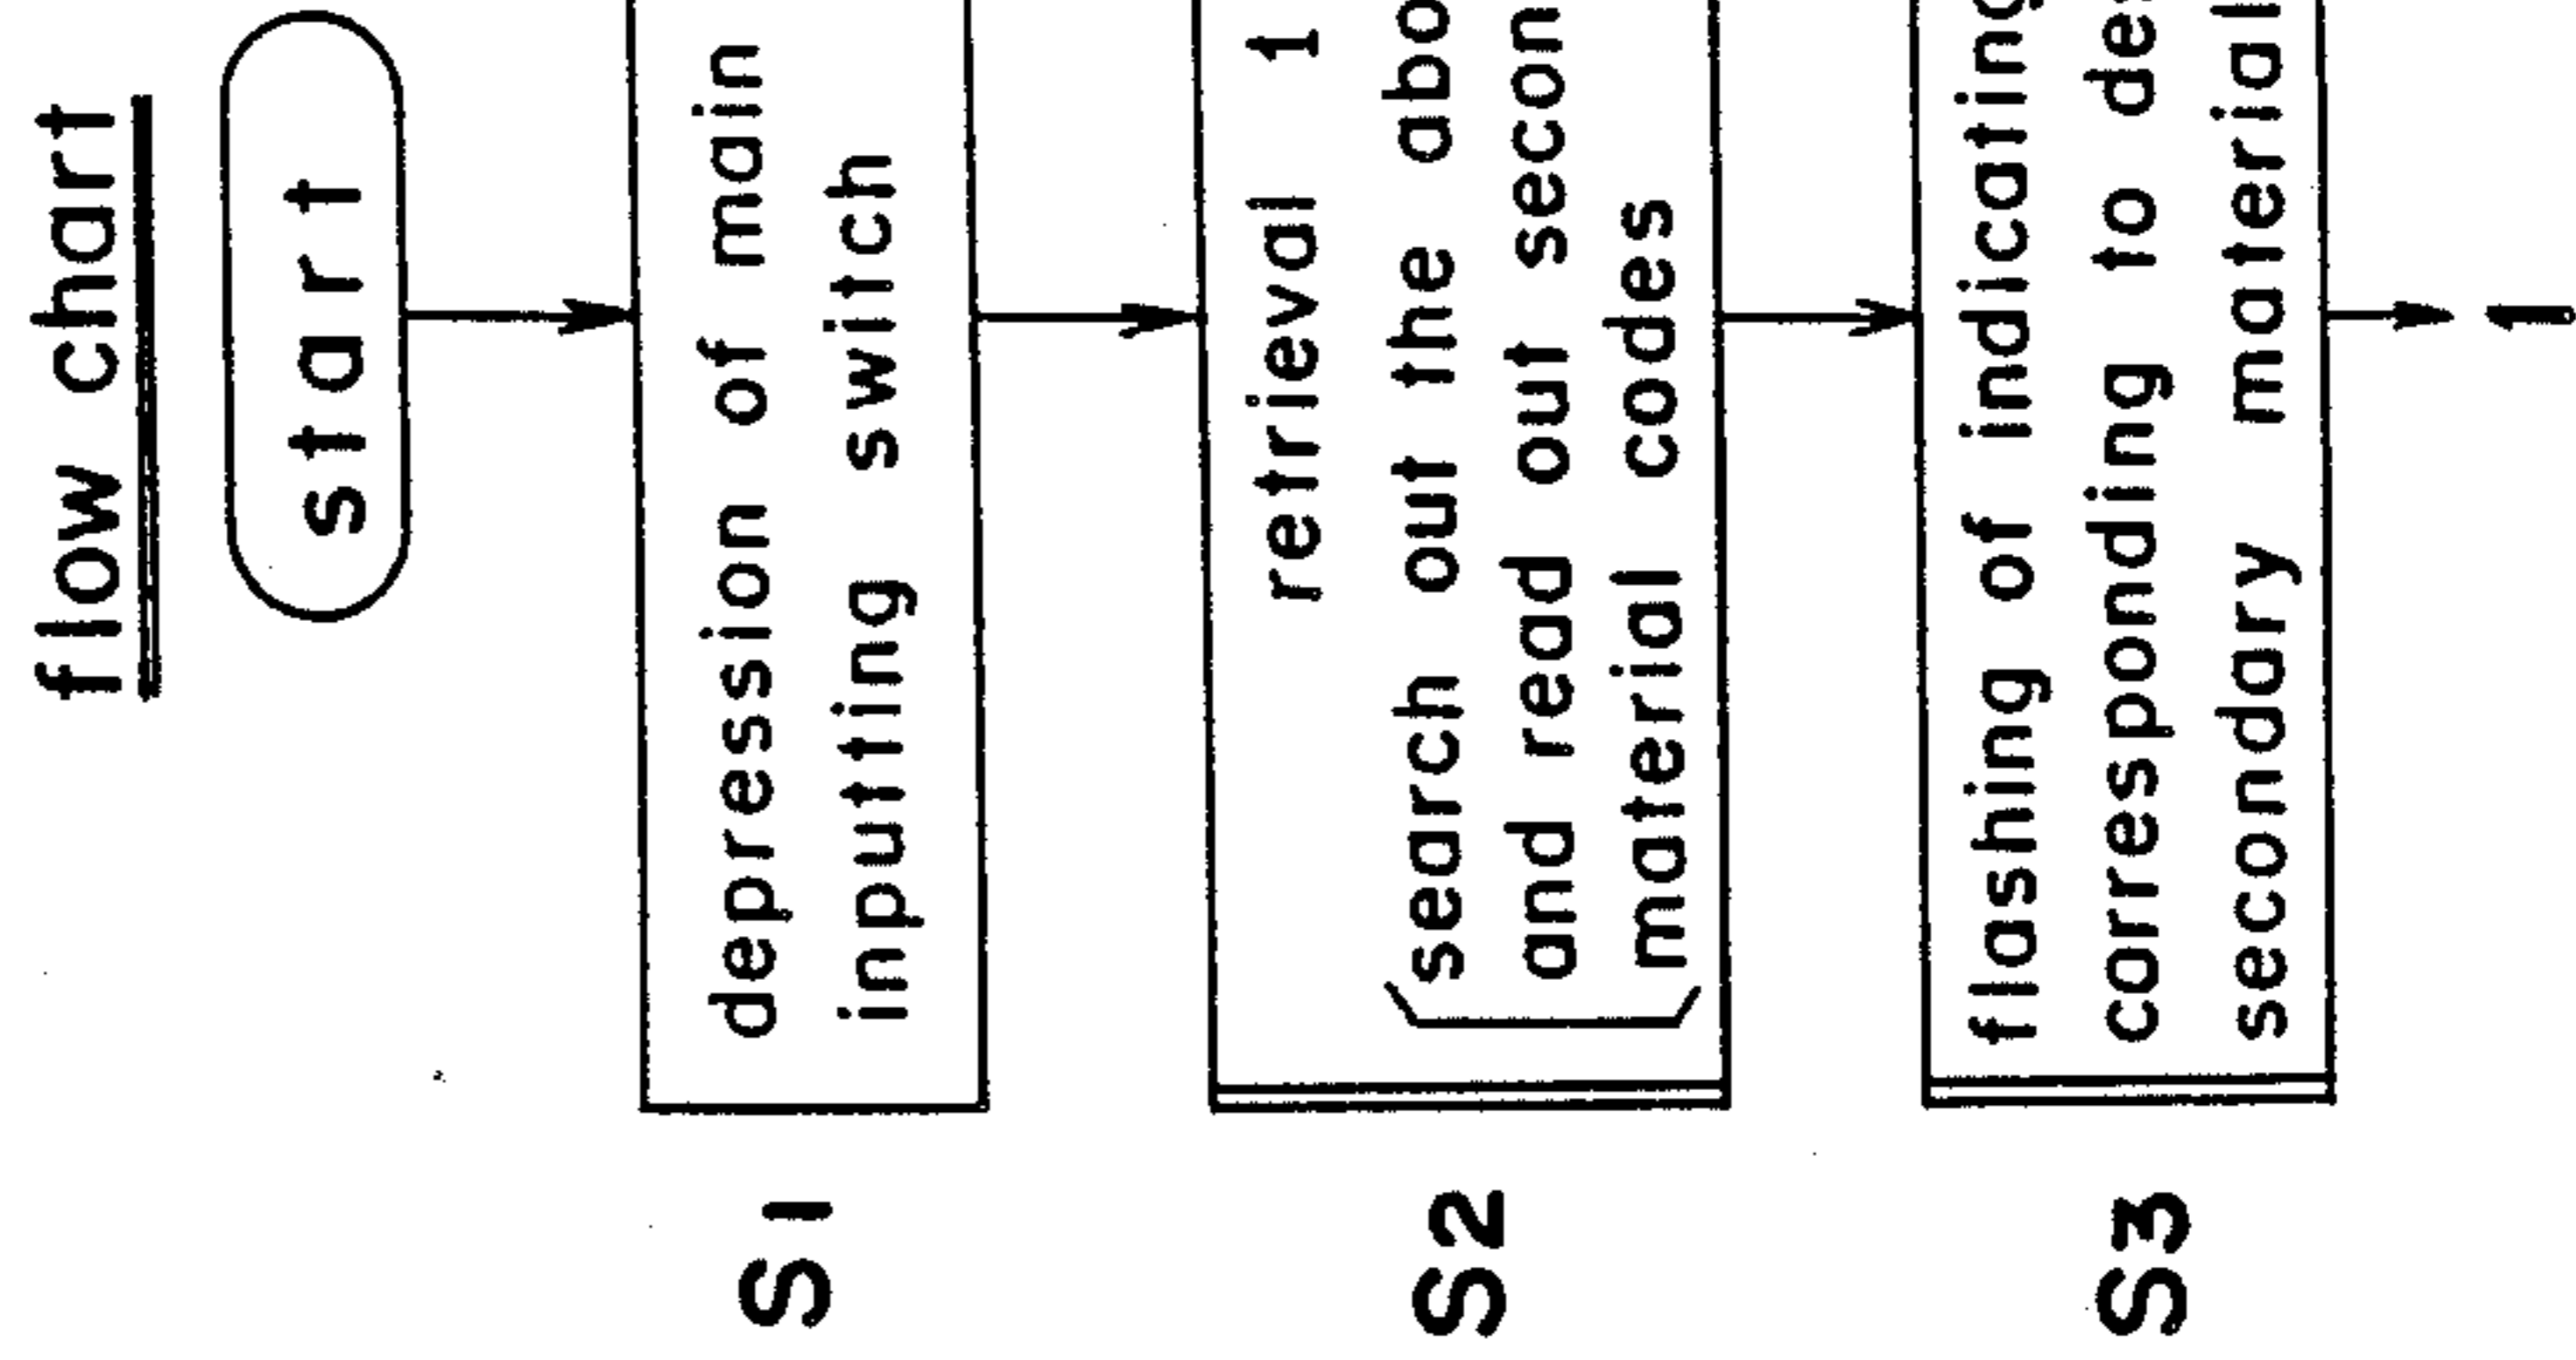 flow chart
start
S1
depression of main
inputting switch
S2
retrieval 1
search out the abo
and read out secon
material codes
S3
flashing of indicating
corresponding to de
secondary material
1